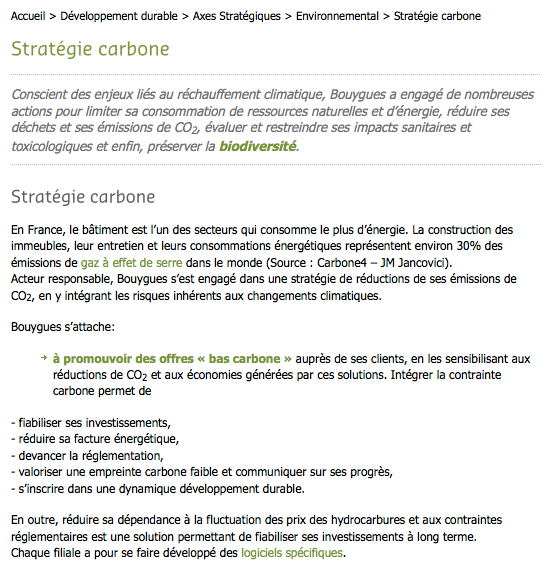 Accueil > Développement durable > Axes Stratégiques > Environnemental > Stratégie carbone
Stratégie carbone
Conscient des enjeux liés au réchauffement climatique, Bouygues a engagé de nombreuses
actions pour limiter sa consommation de ressources naturelles et d'énergie, réduire ses
déchets et ses émissions de CO2, évaluer et restreindre ses impacts sanitaires et
toxicologiques et enfin, préserver la biodiversité.
Stratégie carbone
En France, le bâtiment est l'un des secteurs qui consomme le plus d'énergie. La construction des
immeubles, leur entretien et leurs consommations énergétiques représentent environ 30% des
émissions de gaz à effet de serre dans le monde (Source : Carbone4 – JM Jancovici).
Acteur responsable, Bouygues s'est engagé dans une stratégie de réductions de ses émissions de
CO2, en y intégrant les risques inhérents aux changements climatiques.
Bouygues s'attache:
→ à promouvoir des offres « bas carbone » auprès de ses clients, en les sensibilisant aux
réductions de CO2 et aux économies générées par ces solutions. Intégrer la contrainte
carbone permet de
- fiabiliser ses investissements,
- réduire sa facture énergétique,
- devancer la réglementation,
- valoriser une empreinte carbone faible et communiquer sur ses progrès,
- s'inscrire dans une dynamique développement durable.
En outre, réduire sa dépendance à la fluctuation des prix des hydrocarbures et aux contraintes
réglementaires est une solution permettant de fiabiliser ses investissements à long terme.
Chaque filiale a pour se faire développé des logiciels spécifiques.